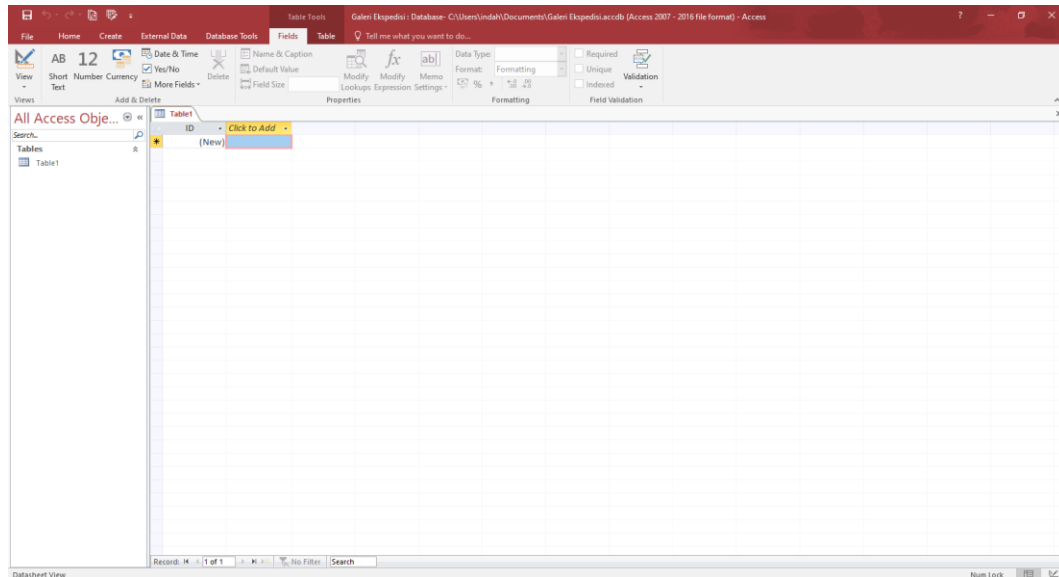 Table Tools Galeri Ekspedisi : Database- C:\Users\indah\Documents\Galeri Ekspedisi.accdb (Access 2007 - 2016 file format) - Access ?
File Home Create External Data Database Tools Fields Table Tell me what you want to do...
View
AB
Short Text
12
Number
Currency
Date & Time
Yes/No
More Fields
Delete
Name & Caption
Default Value
Field Size
Modify Lookups
fx
Modify Expression
ab|
Memo Settings
Data Type:
Format: Formatting
%
Required
Unique
Indexed
Validation
Views Add & Delete Properties Formatting Field Validation
All Access Obje... «
Search...
Tables
Table1
Table1
ID Click to Add
* (New)
Record: 1 of 1 No Filter Search
Datasheet View Num Lock